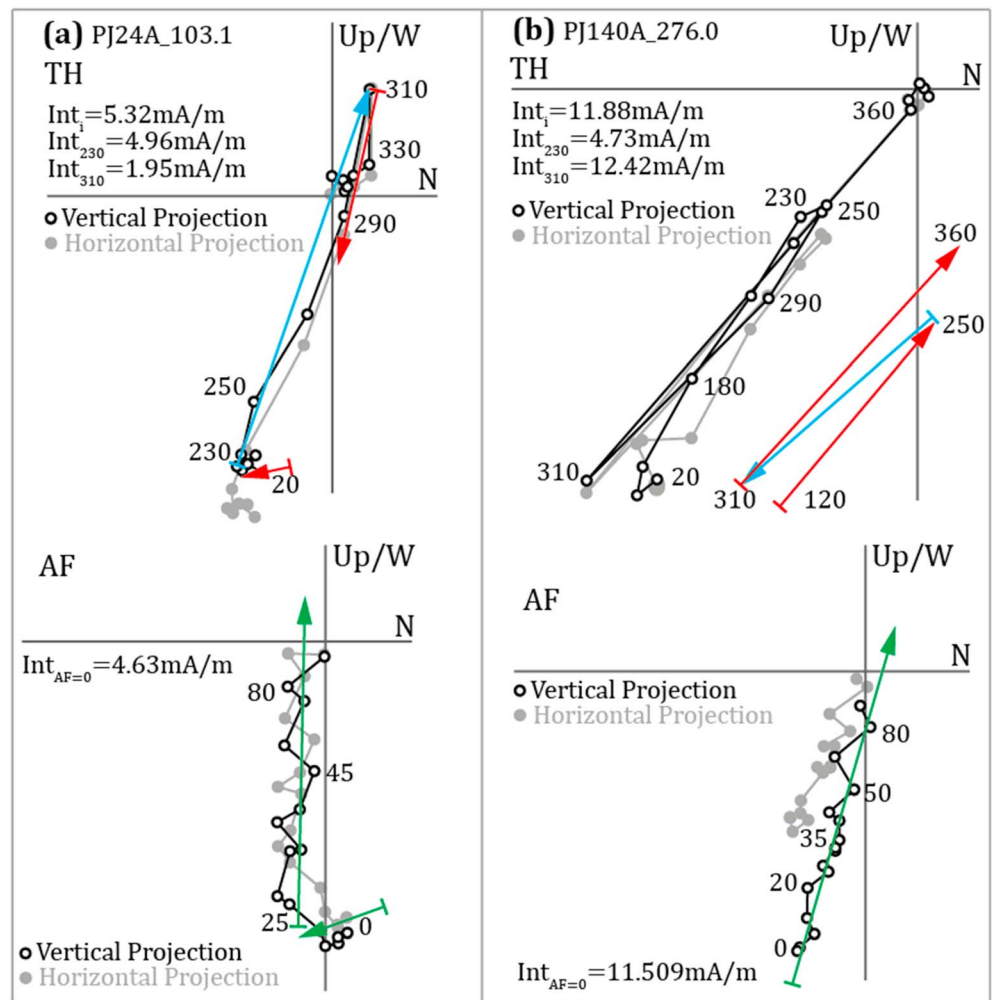 (a) PJ24A_103.1
Up/W
TH
310
Int_i=5.32mA/m
Int_230=4.96mA/m
Int_310=1.95mA/m
330
N
Vertical Projection
290
Horizontal Projection
250
230
20
AF
Up/W
N
Int_AF=0=4.63mA/m
80
45
25
0
Vertical Projection
Horizontal Projection
(b) PJ140A_276.0
Up/W
TH
N
Int_i=11.88mA/m
360
Int_230=4.73mA/m
Int_310=12.42mA/m
230
Vertical Projection
250
Horizontal Projection
360
290
250
180
310
20
310
120
AF
Up/W
N
Vertical Projection
Horizontal Projection
80
50
35
20
0
Int_AF=0=11.509mA/m